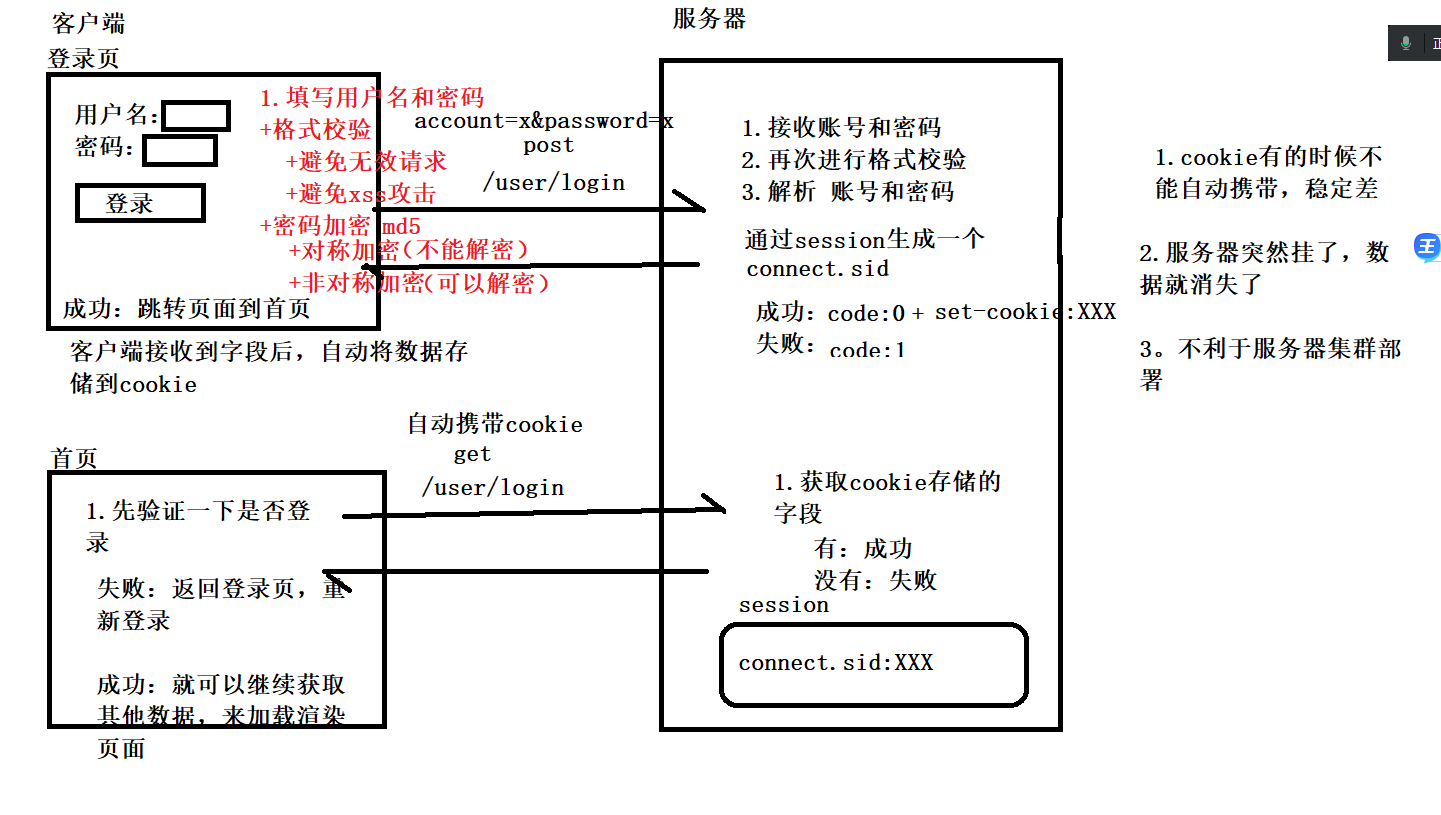 客户端
登录页
用户名:
密码:
登录
1.填写用户名和密码
+格式校验
+避免无效请求
+避免xss攻击
+密码加密 md5
+对称加密(不能解密)
+非对称加密(可以解密)
成功: 跳转页面到首页
客户端接收到字段后, 自动将数据存
储到cookie
account=x&password=x
post
/user/login
服务器
1.接收账号和密码
2.再次进行格式校验
3.解析 账号和密码
通过session生成一个
connect.sid
成功: code:0 + set-cookie:XXX
失败: code:1
首页
1.先验证一下是否登
录
失败: 返回登录页, 重
新登录
成功: 就可以继续获取
其他数据, 来加载渲染
页面
自动携带cookie
get
/user/login
1.获取cookie存储的
字段
有: 成功
没有: 失败
session
connect.sid:XXX
1.cookie有的时候不
能自动携带, 稳定差
2.服务器突然挂了, 数
据就消失了
3。不利于服务器集群部
署
王